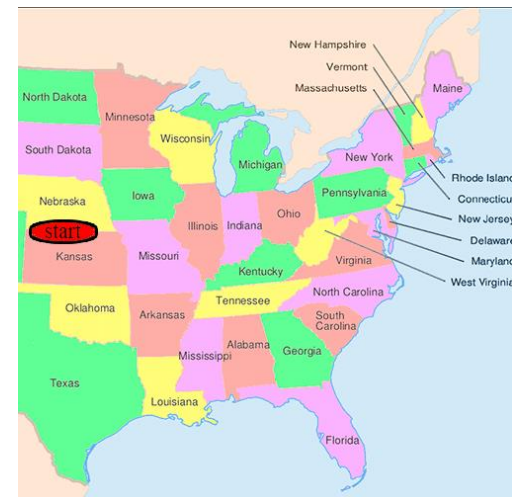 New Hampshire
Vermont
Massachusetts
Maine
North Dakota
Minnesota
Wisconsin
South Dakota
Michigan
New York
Rhode Island
Connecticu
Nebraska
Iowa
Pennsylvania
New Jersey
start
Illinois
Indiana
Ohio
Delaware
Kansas
Missouri
Virginia
Maryland
Kentucky
West Virginia
Oklahoma
Arkansas
Tennessee
North Carolina
South
Carolina
Mississippi
Alabama
Georgia
Texas
Louisiana
Florida